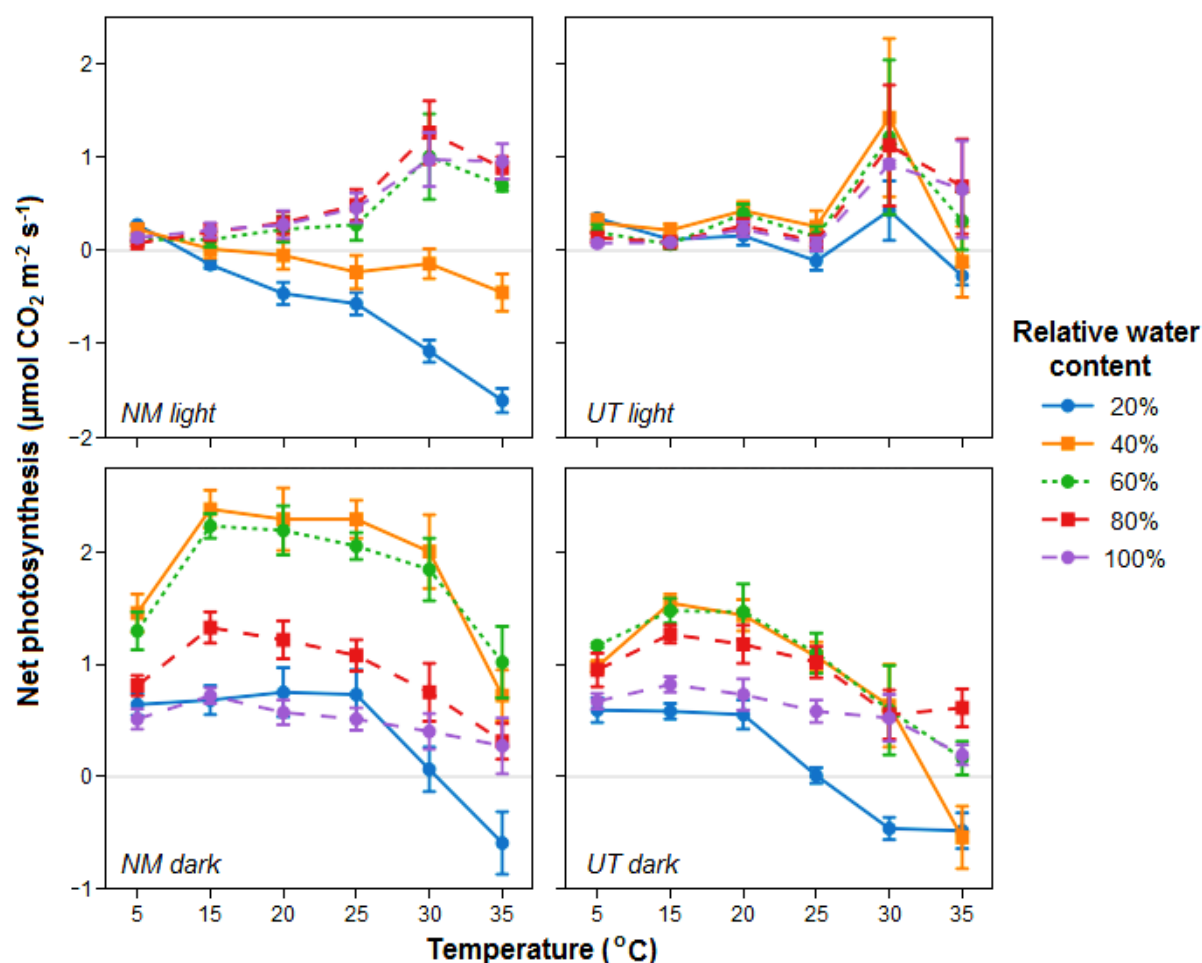 Net photosynthesis (μmol CO₂ m⁻² s⁻¹)
2
1
0
−1
−2
NM light
UT light
2
1
0
−1
NM dark
UT dark
5 15 20 25 30 35
5 15 20 25 30 35
Temperature (°C)
Relative water
content
20%
40%
60%
80%
100%